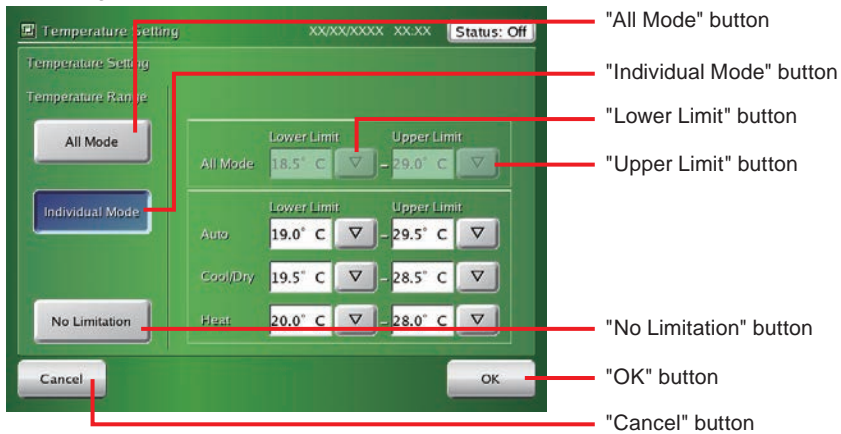 Temperature Setting XX/XX/XXXX XX:XX Status: Off
"All Mode" button
Temperature Setting
"Individual Mode" button
Temperature Range
"Lower Limit" button
All Mode
Lower Limit Upper Limit
All Mode 18.5° C ▽ – 29.0° C ▽
"Upper Limit" button
Individual Mode
Lower Limit Upper Limit
Auto 19.0° C ▽ – 29.5° C ▽
Cool/Dry 19.5° C ▽ – 28.5° C ▽
No Limitation
Heat 20.0° C ▽ – 28.0° C ▽
"No Limitation" button
Cancel
OK
"OK" button
"Cancel" button